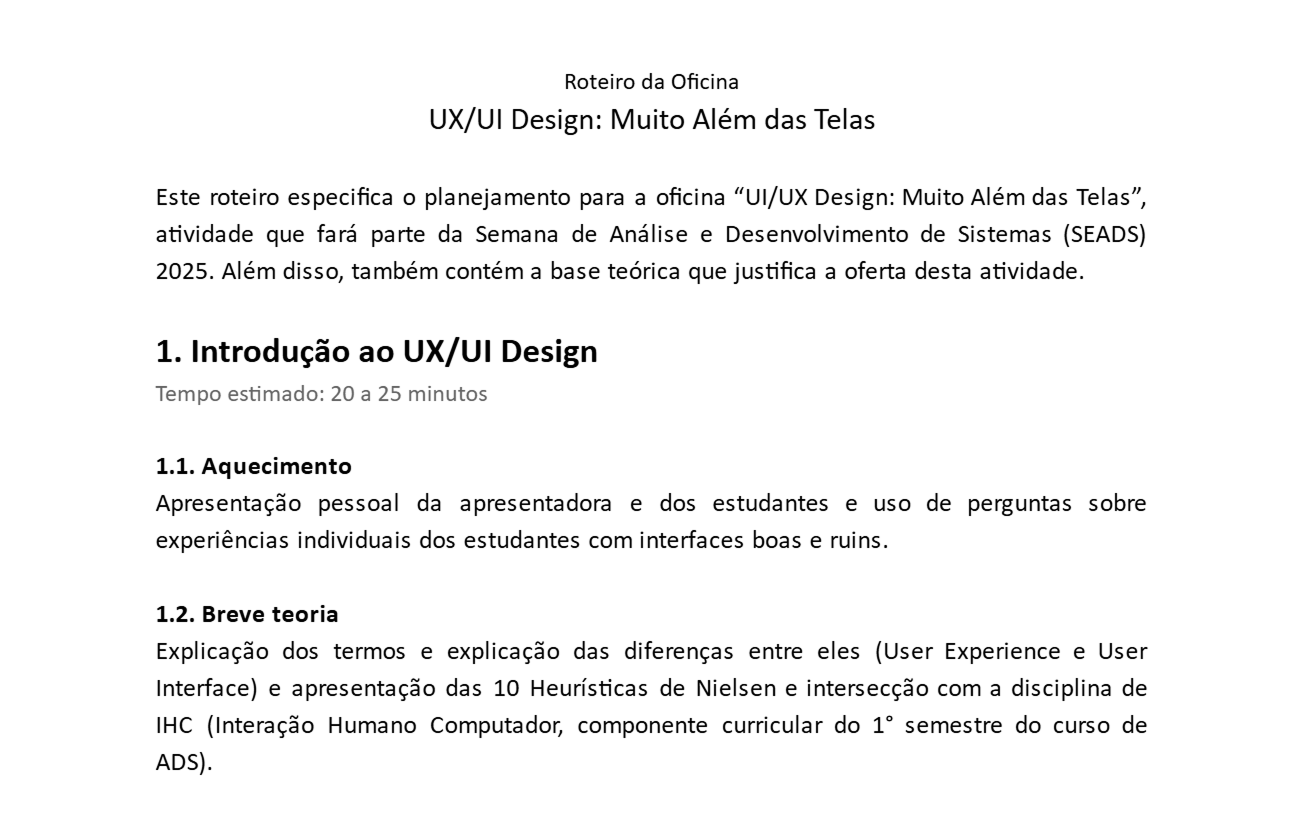 Roteiro da Oficina
UX/UI Design: Muito Além das Telas
Este roteiro especifica o planejamento para a oficina “UI/UX Design: Muito Além das Telas”,
atividade que fará parte da Semana de Análise e Desenvolvimento de Sistemas (SEADS)
2025. Além disso, também contém a base teórica que justifica a oferta desta atividade.
1. Introdução ao UX/UI Design
Tempo estimado: 20 a 25 minutos
1.1. Aquecimento
Apresentação pessoal da apresentadora e dos estudantes e uso de perguntas sobre
experiências individuais dos estudantes com interfaces boas e ruins.
1.2. Breve teoria
Explicação dos termos e explicação das diferenças entre eles (User Experience e User
Interface) e apresentação das 10 Heurísticas de Nielsen e intersecção com a disciplina de
IHC (Interação Humano Computador, componente curricular do 1° semestre do curso de
ADS).